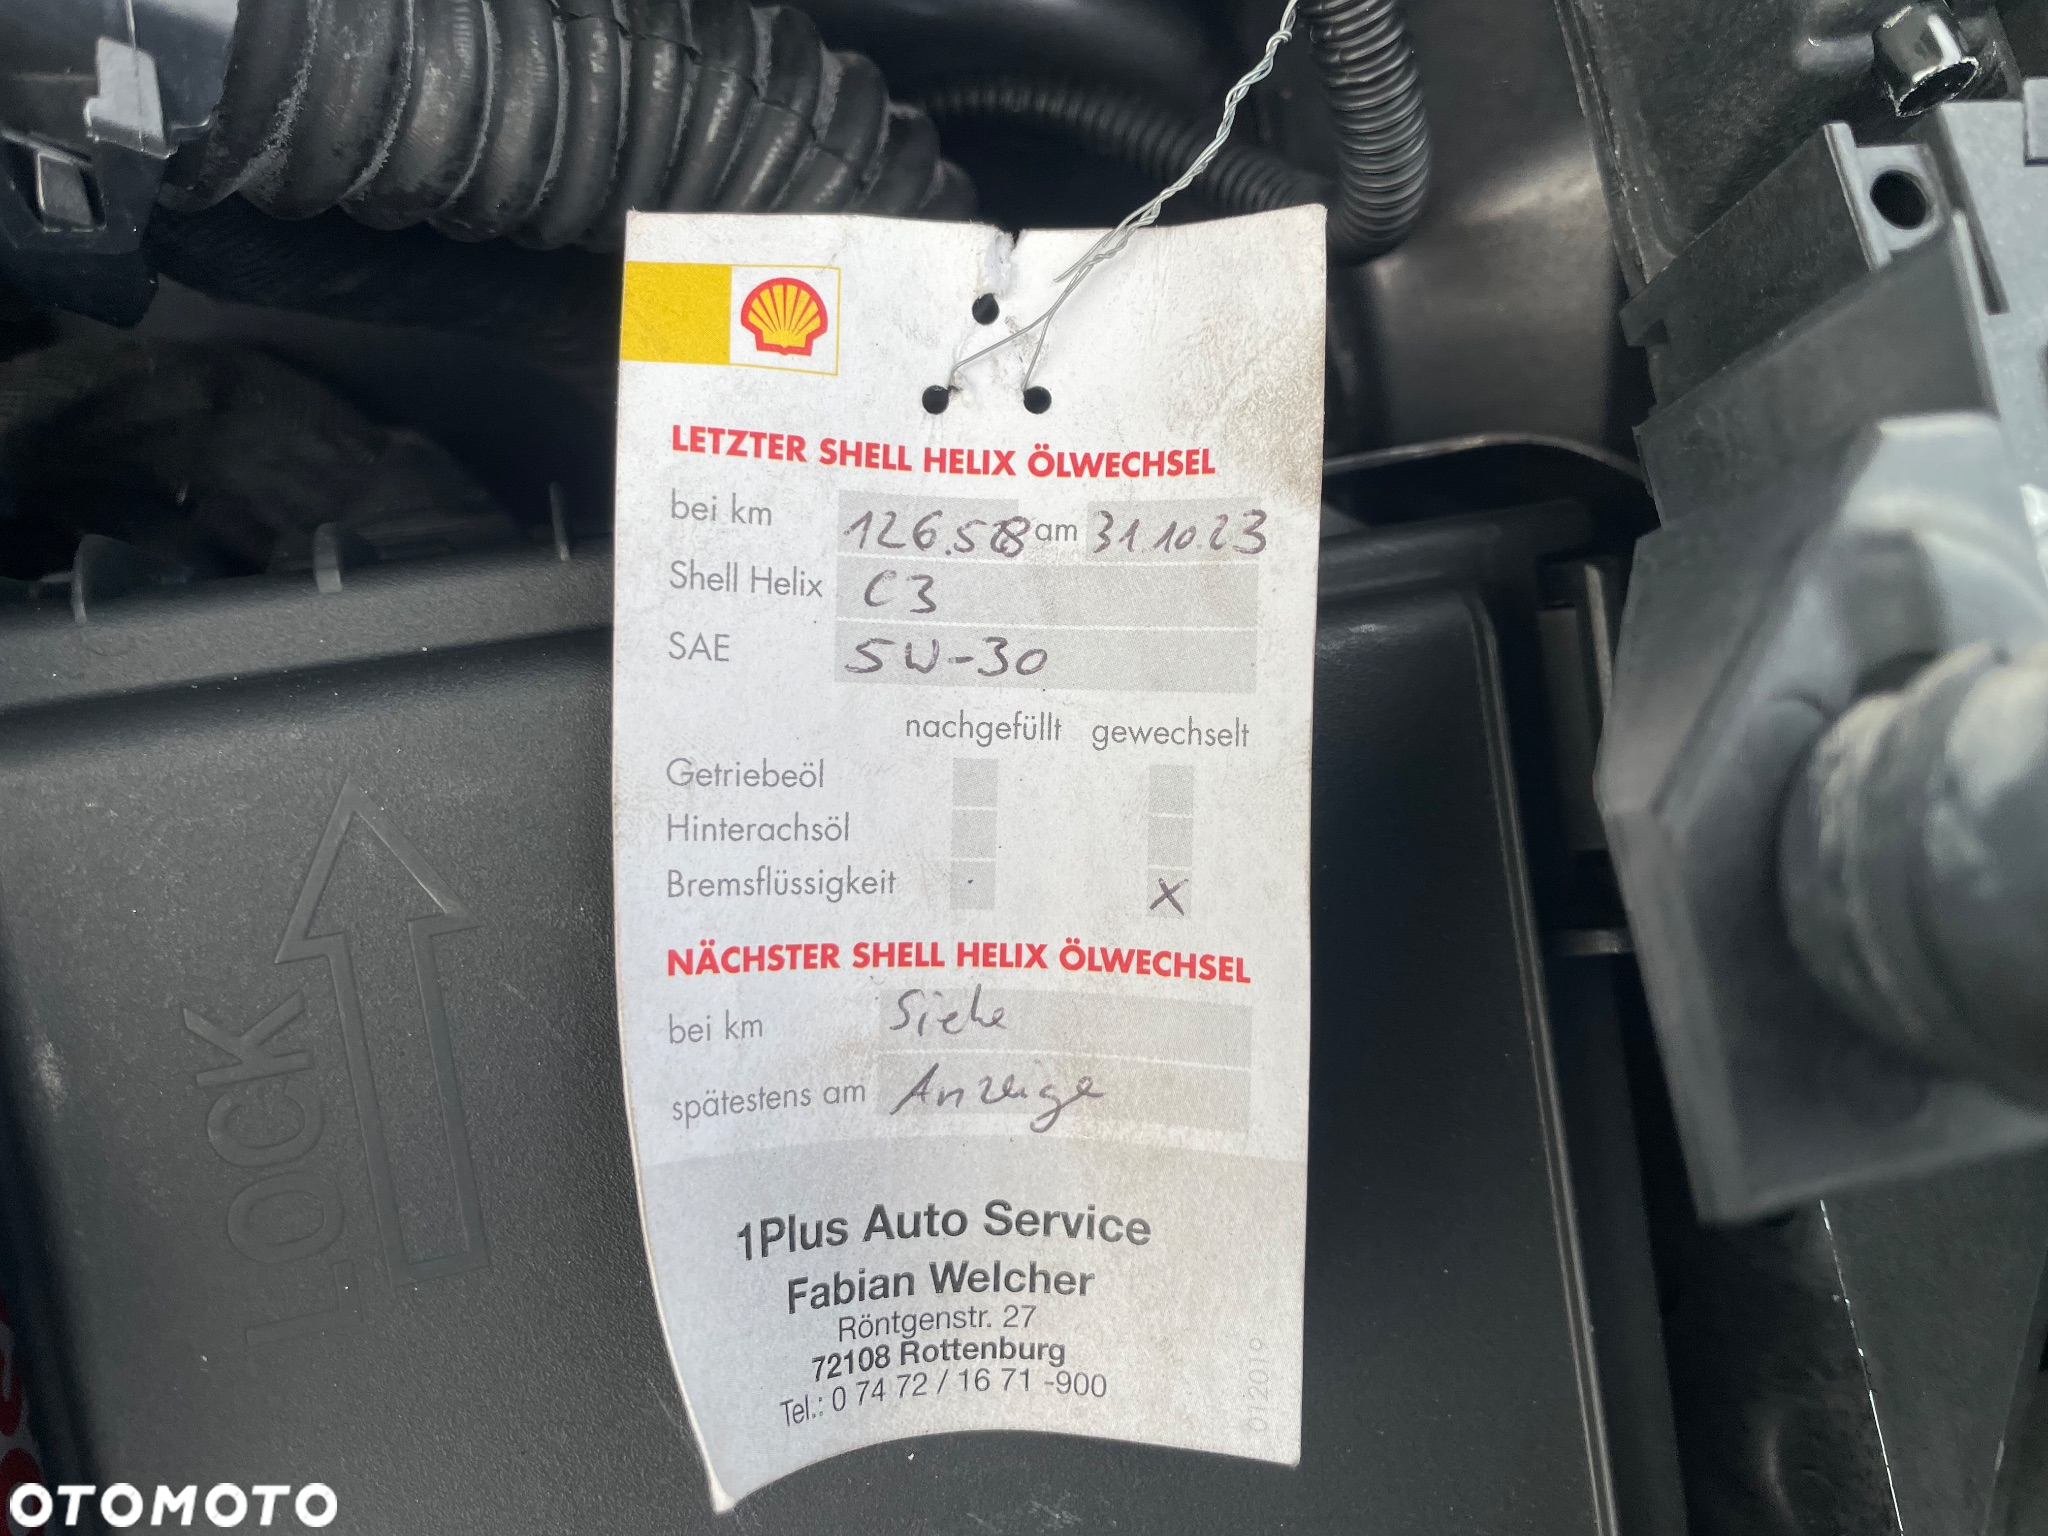 LETZTER SHELL HELIX ÖLWECHSEL
bei km 126.528 am 31.10.23
Shell Helix C3
SAE 5W-30
nachgefüllt gewechselt
Getriebeöl
Hinterachsöl
Bremsflüssigkeit X
NÄCHSTER SHELL HELIX ÖLWECHSEL
bei km Siehe
spätestens am Anzeige
1Plus Auto Service
Fabian Welcher
Röntgenstr. 27
72108 Rottenburg
Tel.: 0 74 72 / 16 71 -900
012019
LOCK
OTOMOTO